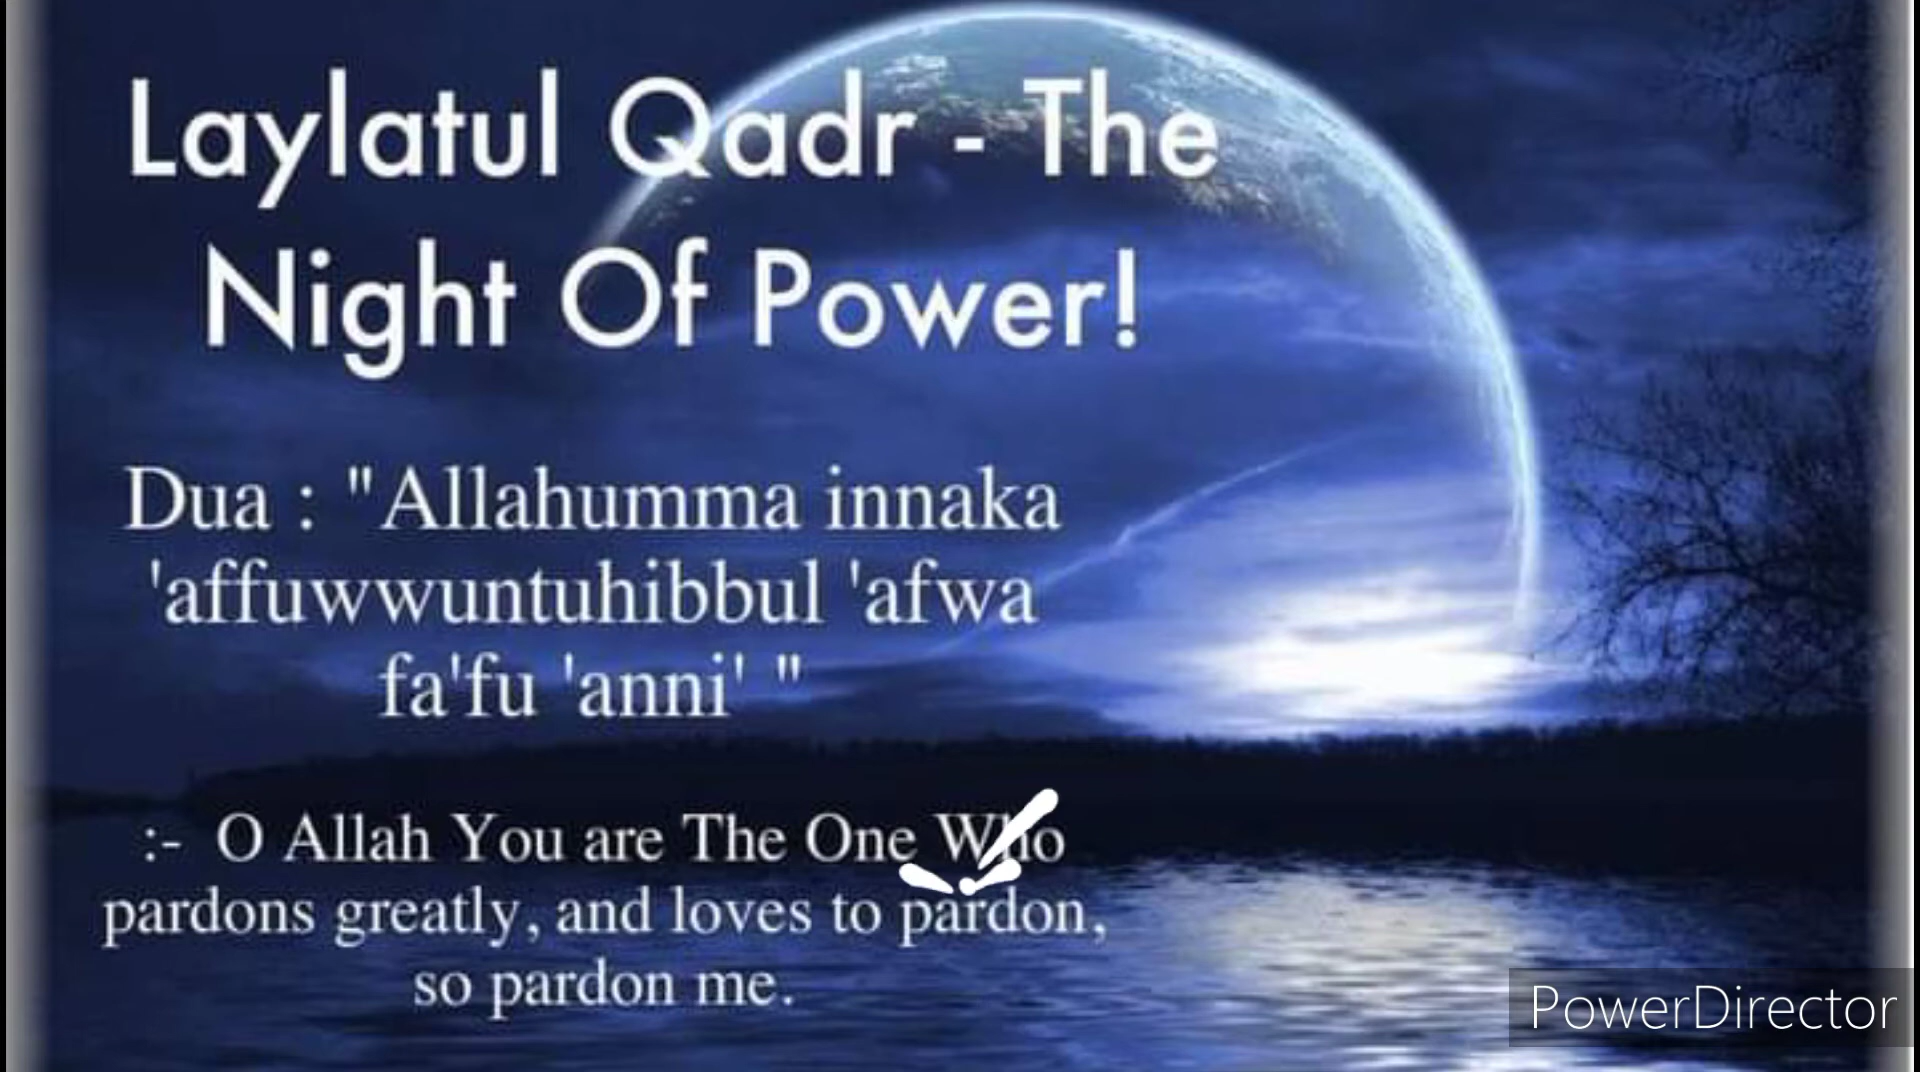 Laylatul Qadr - The
Night Of Power!
Dua : "Allahumma innaka
'affuwwuntuhibbul 'afwa
fa'fu 'anni' "
:- O Allah You are The One Who
pardons greatly, and loves to pardon,
so pardon me.
PowerDirector